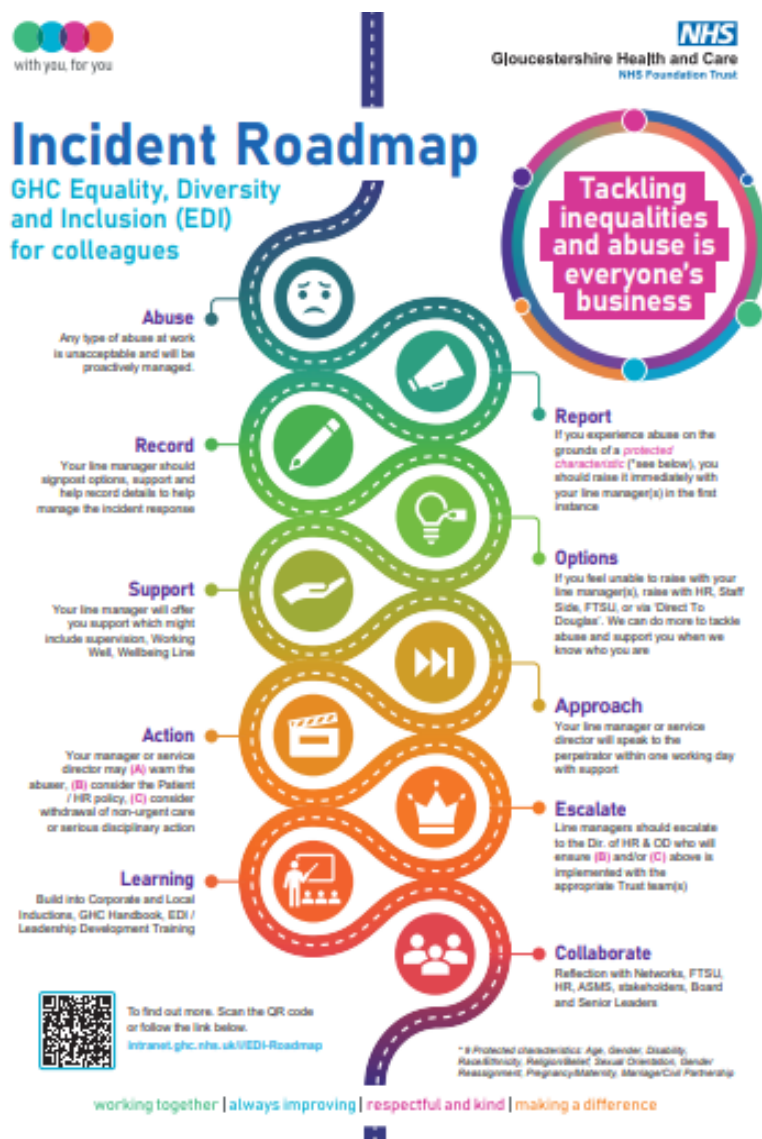 with you, for you
NHS
Gloucestershire Health and Care
NHS Foundation Trust
Incident Roadmap
GHC Equality, Diversity
and Inclusion (EDI)
for colleagues
Tackling
inequalities
and abuse is
everyone's
business
Abuse
Any type of abuse at work
is unacceptable and will be
proactively managed.
Report
If you experience abuse on the
grounds of a protected
characteristic (*see below), you
should raise it immediately with
your line manager(s) in the first
instance
Record
Your line manager should
signpost options, support and
help record details to help
manage the incident response
Options
If you feel unable to raise with your
line manager(s), raise with HR, Staff
Side, FTSU, or via 'Direct To
Douglas'. We can do more to tackle
abuse and support you when we
know who you are
Support
Your line manager will offer
you support which might
include supervision, Working
Well, Wellbeing Line
Approach
Your line manager or service
director will speak to the
perpetrator within one working day
with support
Action
Your manager or service
director may (A) warn the
abuser, (B) consider the Patient
/ HR policy, (C) consider
withdrawal of non-urgent care
or serious disciplinary action
Escalate
Line managers should escalate
to the Dir. of HR & OD who will
ensure (B) and/or (C) above is
implemented with the
appropriate Trust team(s)
Learning
Build into Corporate and Local
Inductions, GHC Handbook, EDI /
Leadership Development Training
Collaborate
Reflection with Networks, FTSU,
HR, ASMS, stakeholders, Board
and Senior Leaders
To find out more. Scan the QR code
or follow the link below.
intranet.ghc.nhs.uk/i/EDI-Roadmap
* 9 Protected characteristics: Age, Gender, Disability,
Race/Ethnicity, Religion/Belief, Sexual Orientation, Gender
Reassignment, Pregnancy/Maternity, Marriage/Civil Partnership
working together | always improving | respectful and kind | making a difference